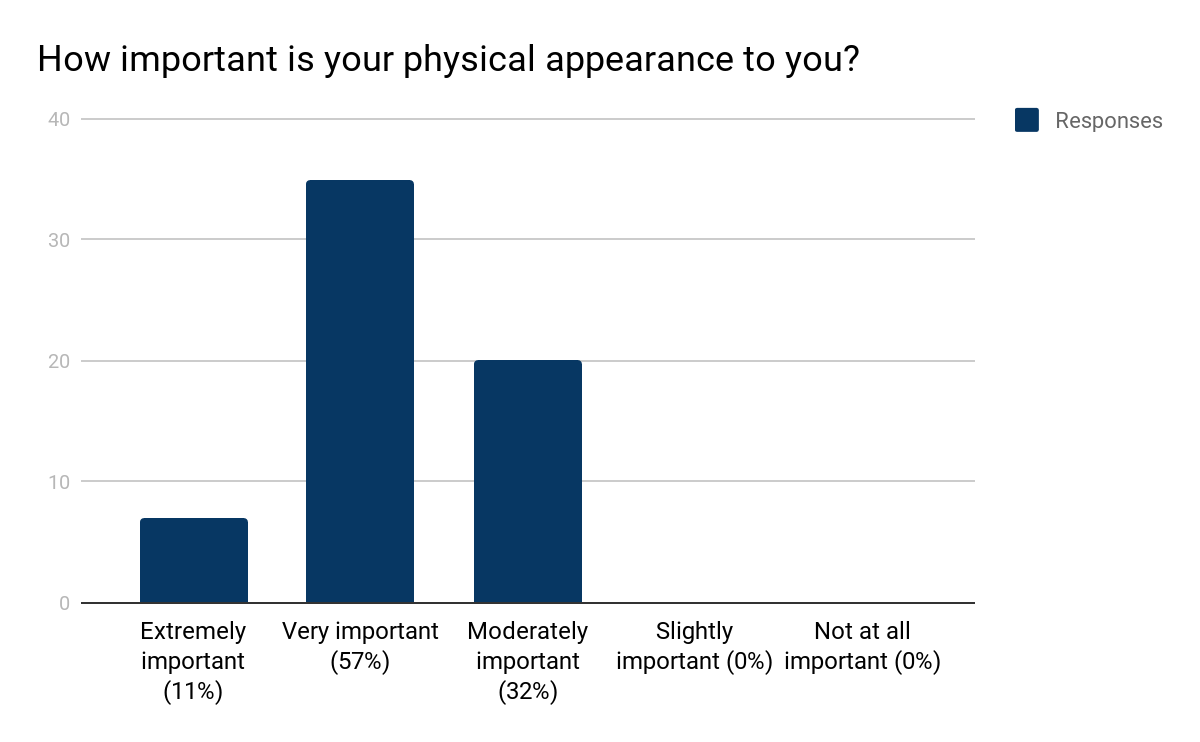 How important is your physical appearance to you?
40
Responses
30
20
10
0
Extremely
important
(11%)
Very important
(57%)
Moderately
important
(32%)
Slightly
important (0%)
Not at all
important (0%)